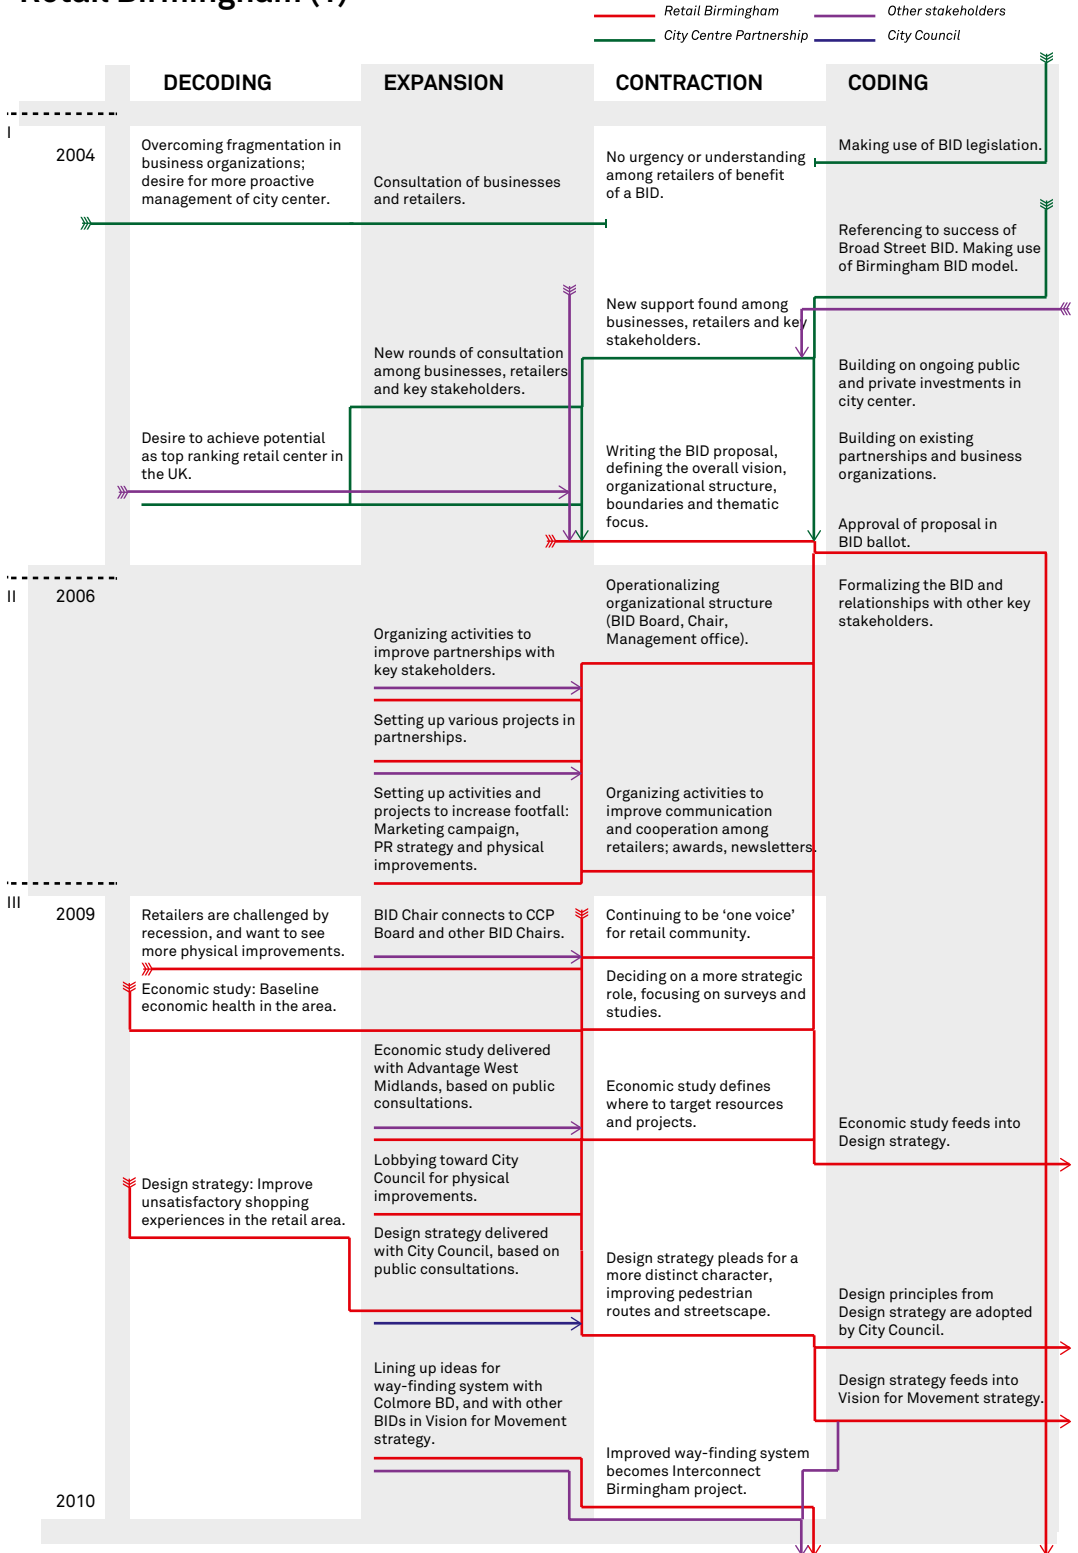 Retail Birmingham (1)
Retail Birmingham
Other stakeholders
City Centre Partnership
City Council
DECODING
EXPANSION
CONTRACTION
CODING
I
2004
Overcoming fragmentation in
business organizations;
desire for more proactive
management of city center.
Consultation of businesses
and retailers.
No urgency or understanding
among retailers of benefit
of a BID.
Making use of BID legislation.
Referencing to success of
Broad Street BID. Making use
of Birmingham BID model.
New support found among
businesses, retailers and key
stakeholders.
New rounds of consultation
among businesses, retailers
and key stakeholders.
Building on ongoing public
and private investments in
city center.
Desire to achieve potential
as top ranking retail center in
the UK.
Writing the BID proposal,
defining the overall vision,
organizational structure,
boundaries and thematic
focus.
Building on existing
partnerships and business
organizations.
Approval of proposal in
BID ballot.
II
2006
Operationalizing
organizational structure
(BID Board, Chair,
Management office).
Formalizing the BID and
relationships with other key
stakeholders.
Organizing activities to
improve partnerships with
key stakeholders.
Setting up various projects in
partnerships.
Setting up activities and
projects to increase footfall:
Marketing campaign,
PR strategy and physical
improvements.
Organizing activities to
improve communication
and cooperation among
retailers; awards, newsletters.
III
2009
Retailers are challenged by
recession, and want to see
more physical improvements.
BID Chair connects to CCP
Board and other BID Chairs.
Continuing to be ‘one voice’
for retail community.
Economic study: Baseline
economic health in the area.
Deciding on a more strategic
role, focusing on surveys and
studies.
Economic study delivered
with Advantage West
Midlands, based on public
consultations.
Economic study defines
where to target resources
and projects.
Economic study feeds into
Design strategy.
Lobbying toward City
Council for physical
improvements.
Design strategy: Improve
unsatisfactory shopping
experiences in the retail area.
Design strategy delivered
with City Council, based on
public consultations.
Design strategy pleads for a
more distinct character,
improving pedestrian
routes and streetscape.
Design principles from
Design strategy are adopted
by City Council.
Lining up ideas for
way-finding system with
Colmore BD, and with other
BIDs in Vision for Movement
strategy.
Design strategy feeds into
Vision for Movement strategy.
Improved way-finding system
becomes Interconnect
Birmingham project.
2010